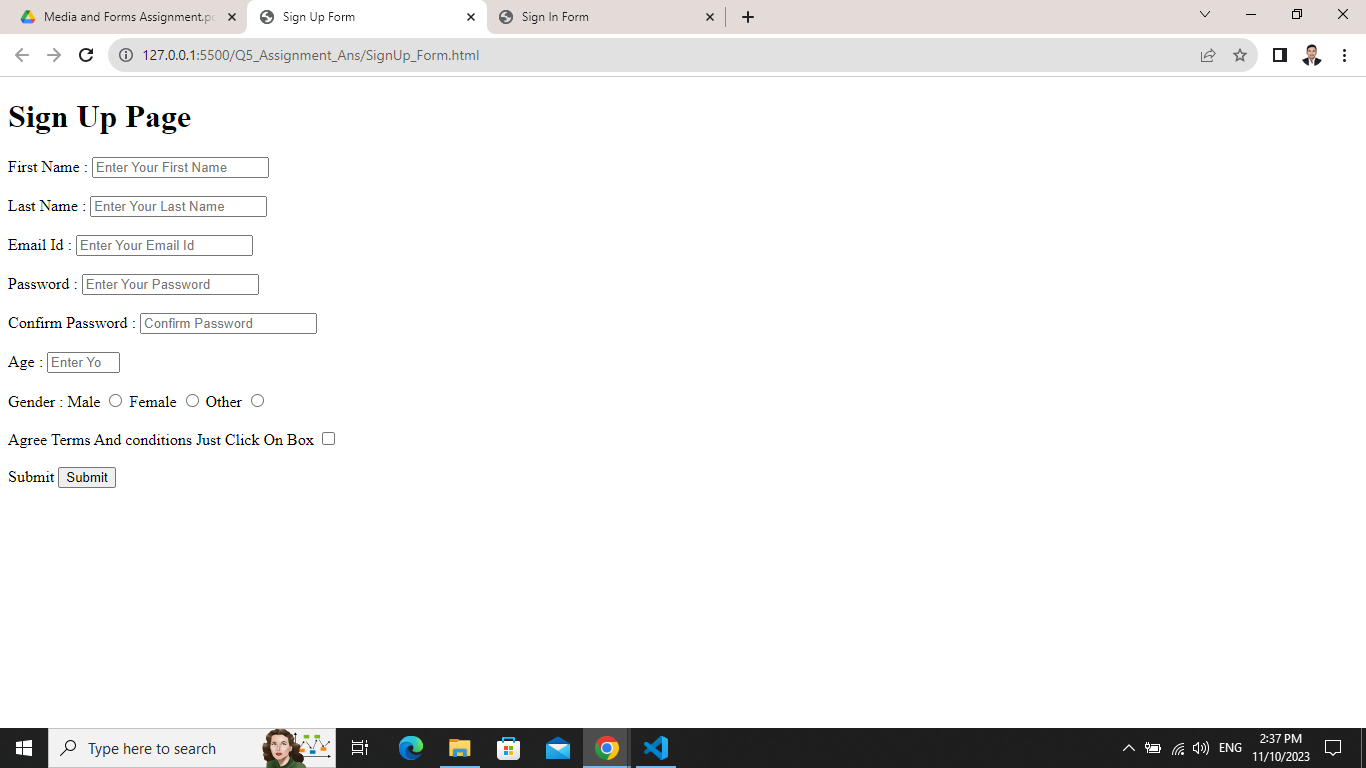 Media and Forms Assignment.p
Sign Up Form
Sign In Form
127.0.0.1:5500/Q5_Assignment_Ans/SignUp_Form.html
Sign Up Page
First Name : Enter Your First Name
Last Name : Enter Your Last Name
Email Id : Enter Your Email Id
Password : Enter Your Password
Confirm Password : Confirm Password
Age : Enter Yo
Gender : Male Female Other
Agree Terms And conditions Just Click On Box
Submit Submit
Type here to search
ENG
2:37 PM
11/10/2023